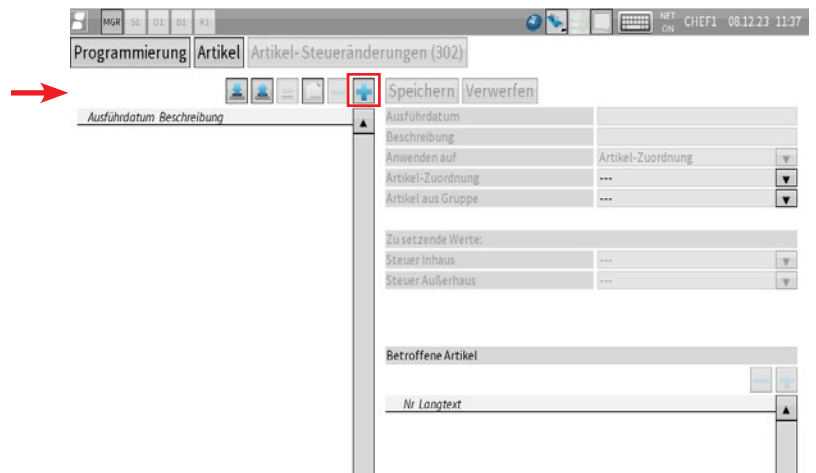 MGR S1 D1 B1 R1 NET ON CHEF1 08.12.23 11:37
Programmierung Artikel Artikel-Steueränderungen (302)
Speichern Verwerfen
Ausführdatum Beschreibung
Ausführdatum
Beschreibung
Anwenden auf Artikel-Zuordnung
Artikel-Zuordnung ---
Artikel aus Gruppe ---
Zu setzende Werte:
Steuer Inhaus ---
Steuer Außerhaus ---
Betroffene Artikel
Nr Langtext